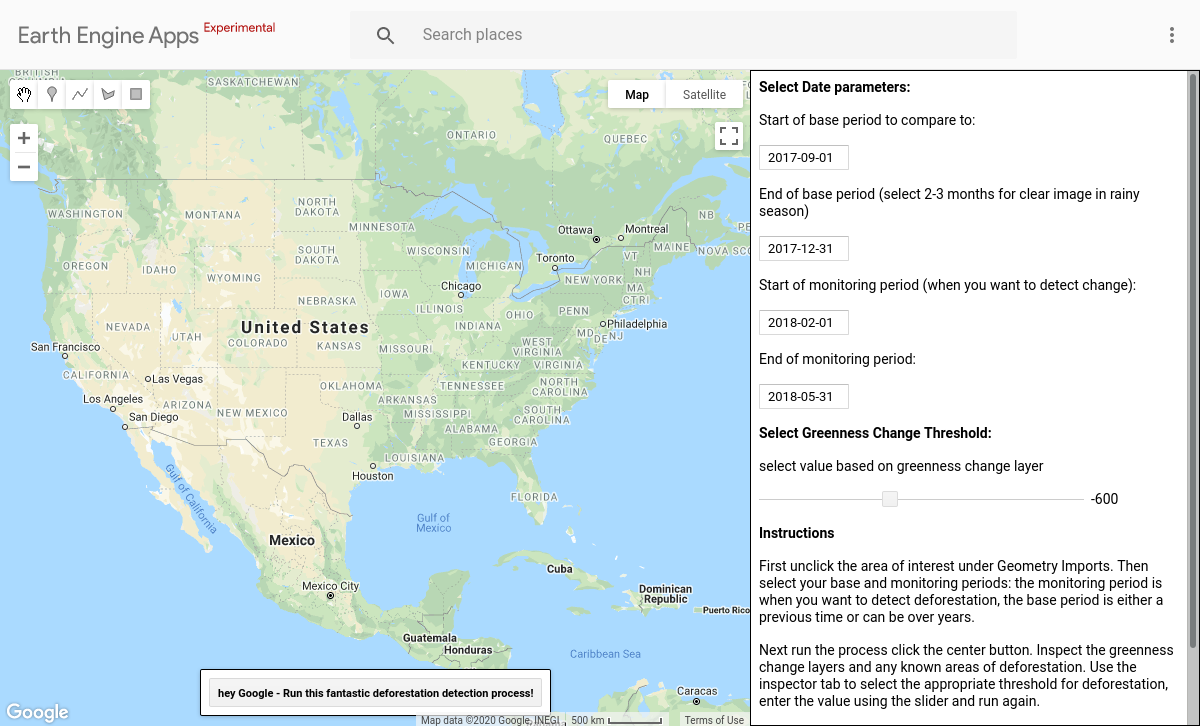 Earth Engine Apps Experimental
Search places
BRITISH
SASKATCHEWAN
Map
Satellite
ONTARIO
QUEBEC
WASHINGTON
MONTANA
NORTH
DAKOTA
MINNESOTA
NB
PE
Ottawa
Montreal
MAINE
NOVA SCO
OREGON
IDAHO
SOUTH
DAKOTA
WISCONSIN
MICHIGAN
Toronto
VT
NH
WYOMING
Chicago
NEW YORK
MA
CT RI
NEBRASKA
IOWA
ILLINOIS
OHIO
PENN
NEVADA
UTAH
United States
COLORADO
INDIANA
Philadelphia
MD
DE
NJ
San Francisco
KANSAS
MISSOURI
WEST
VIRGINIA
KENTUCKY
VIRGINIA
CALIFORNIA
Las Vegas
OKLAHOMA
TENNESSEE
NORTH
CAROLINA
Los Angeles
ARIZONA
NEW MEXICO
ARKANSAS
San Diego
Dallas
MISSISSIPPI
SOUTH
CAROLINA
ALABAMA
TEXAS
GEORGIA
LOUISIANA
Houston
Gulf of California
FLORIDA
Gulf of
Mexico
Mexico
Cuba
Mexico City
Dominican
Republic
Puerto Rico
Guatemala
Honduras
Caribbean Sea
Caracas
hey Google - Run this fantastic deforestation detection process!
Google
Map data ©2020 Google, INEGI
500 km
Terms of Use
Select Date parameters:
Start of base period to compare to:
2017-09-01
End of base period (select 2-3 months for clear image in rainy
season)
2017-12-31
Start of monitoring period (when you want to detect change):
2018-02-01
End of monitoring period:
2018-05-31
Select Greenness Change Threshold:
select value based on greenness change layer
-600
Instructions
First unclick the area of interest under Geometry Imports. Then
select your base and monitoring periods: the monitoring period is
when you want to detect deforestation, the base period is either a
previous time or can be over years.
Next run the process click the center button. Inspect the greenness
change layers and any known areas of deforestation. Use the
inspector tab to select the appropriate threshold for deforestation,
enter the value using the slider and run again.